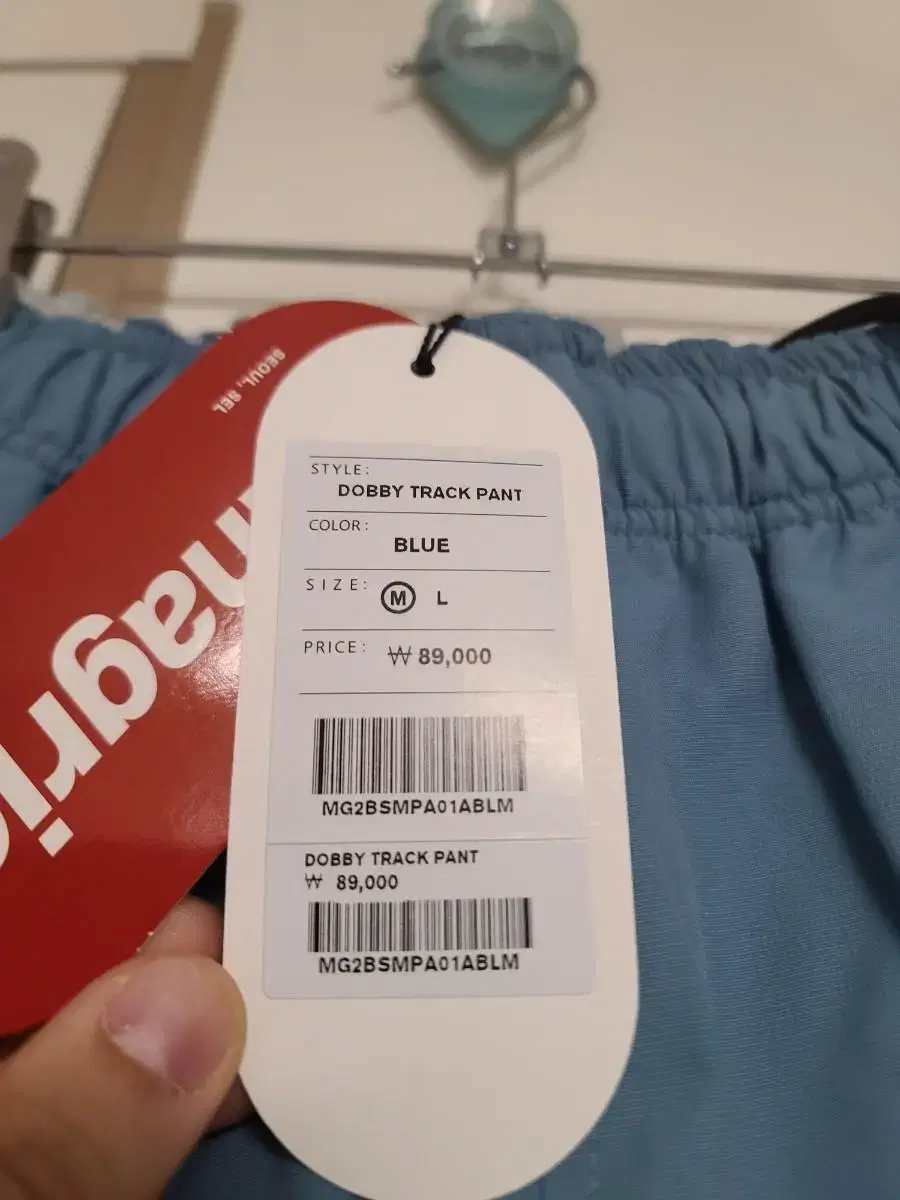 SEOUL, SEL
magri
STYLE:
DOBBY TRACK PANT
COLOR:
BLUE
SIZE: M L
PRICE: ₩ 89,000
MG2BSMPA01ABLM
DOBBY TRACK PANT
₩ 89,000
MG2BSMPA01ABLM